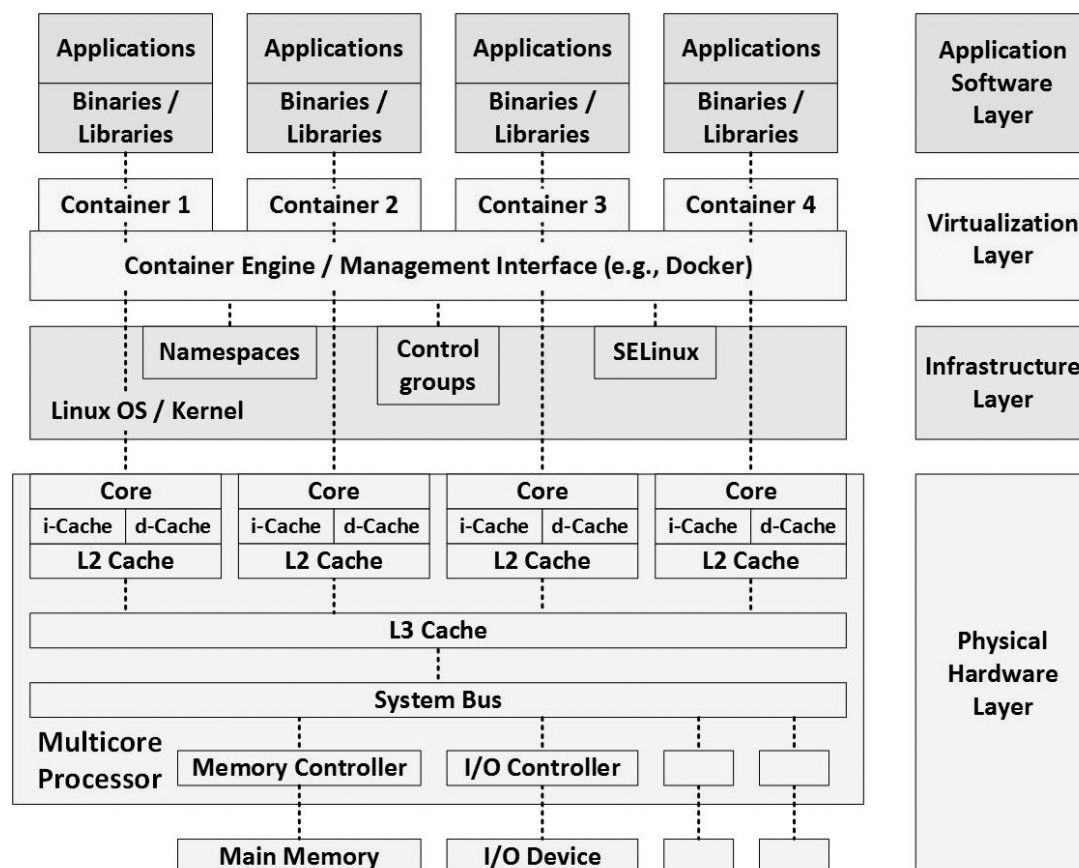 Applications
Applications
Applications
Applications
Application
Software
Layer
Binaries /
Libraries
Binaries /
Libraries
Binaries /
Libraries
Binaries /
Libraries
Container 1
Container 2
Container 3
Container 4
Virtualization
Layer
Container Engine / Management Interface (e.g., Docker)
Namespaces
Control
groups
SELinux
Linux OS / Kernel
Infrastructure
Layer
Core
Core
Core
Core
i-Cache
d-Cache
i-Cache
d-Cache
i-Cache
d-Cache
i-Cache
d-Cache
L2 Cache
L2 Cache
L2 Cache
L2 Cache
L3 Cache
System Bus
Physical
Hardware
Layer
Multicore
Processor
Memory Controller
I/O Controller
Main Memory
I/O Device